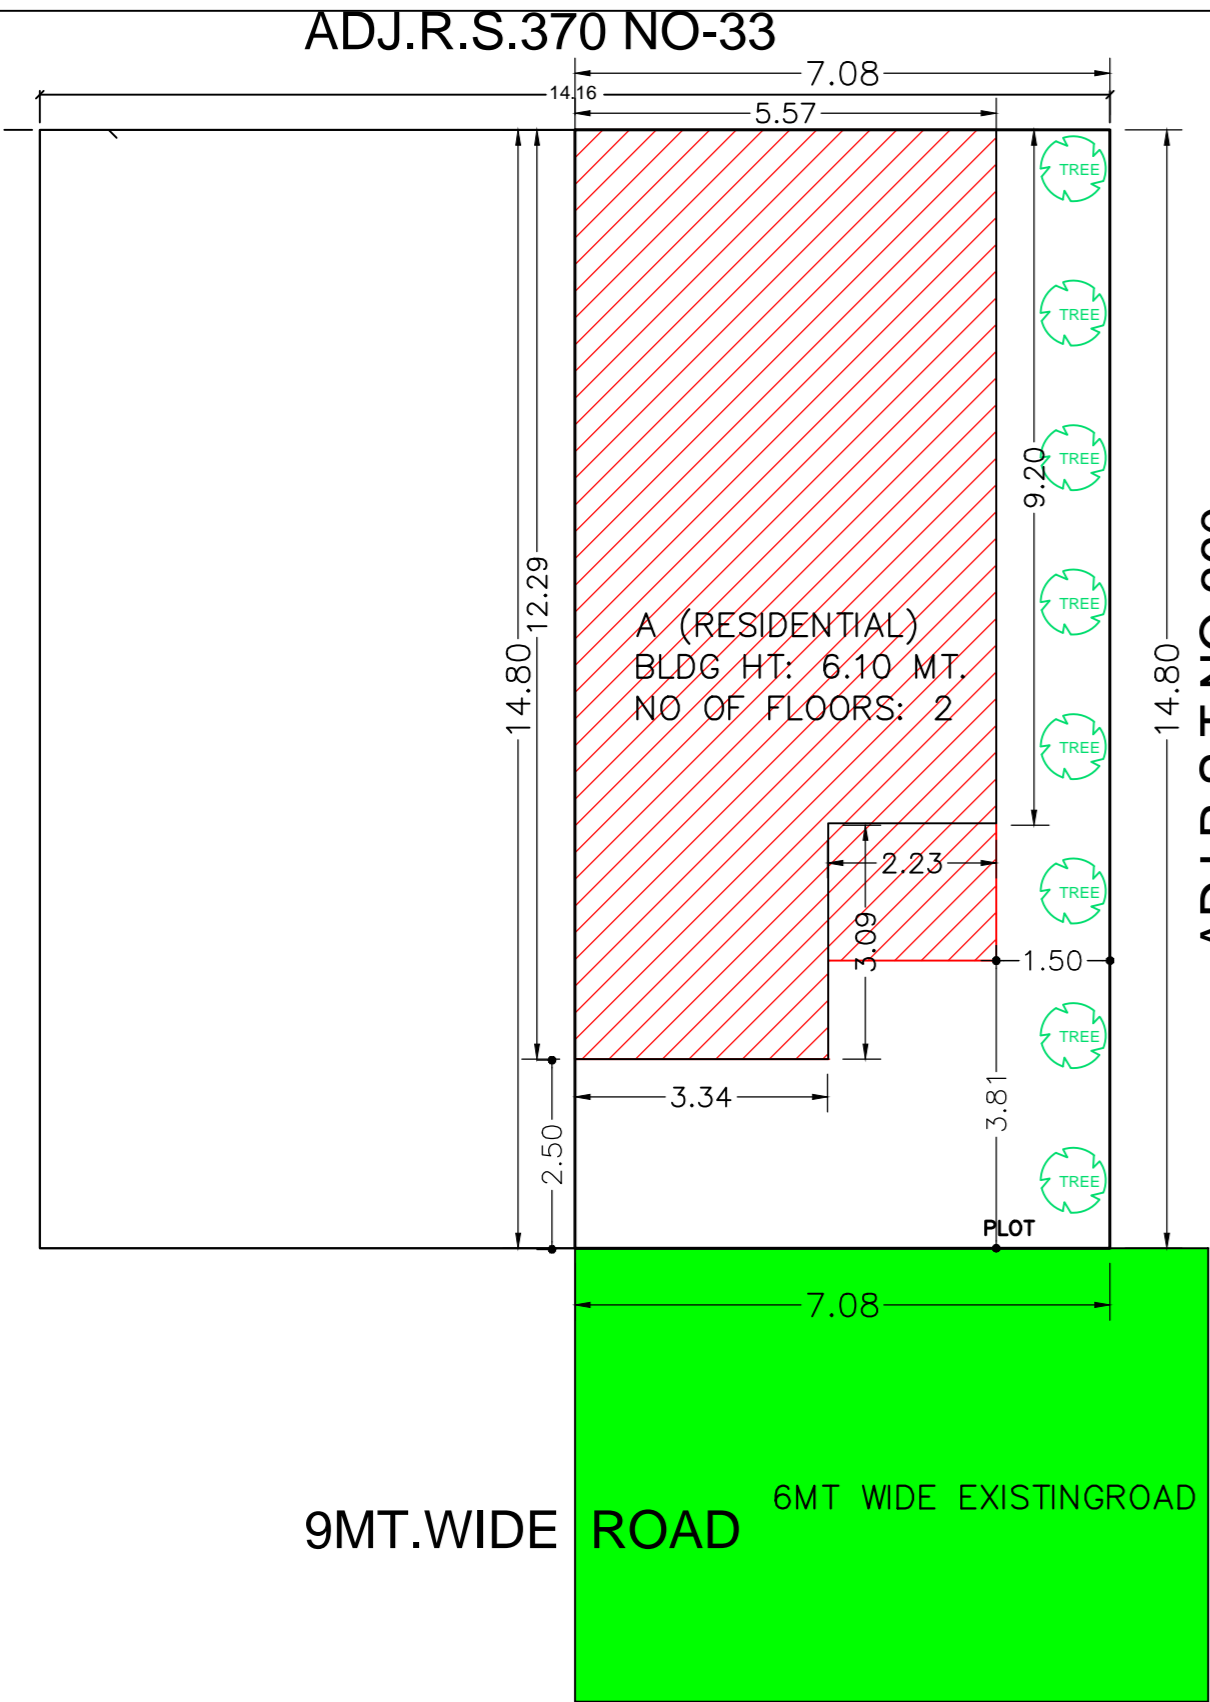 ADJ.R.S.370 NO-33
7.08
14.16
5.57
TREE
TREE
TREE
9.20
TREE
12.29
14.80
A (RESIDENTIAL)
BLDG HT: 6.10 MT.
NO OF FLOORS: 2
14.80
TREE
2.23
TREE
3.09
1.50
TREE
3.34
3.81
2.50
TREE
PLOT
7.08
6MT WIDE EXISTINGROAD
9MT.WIDE ROAD